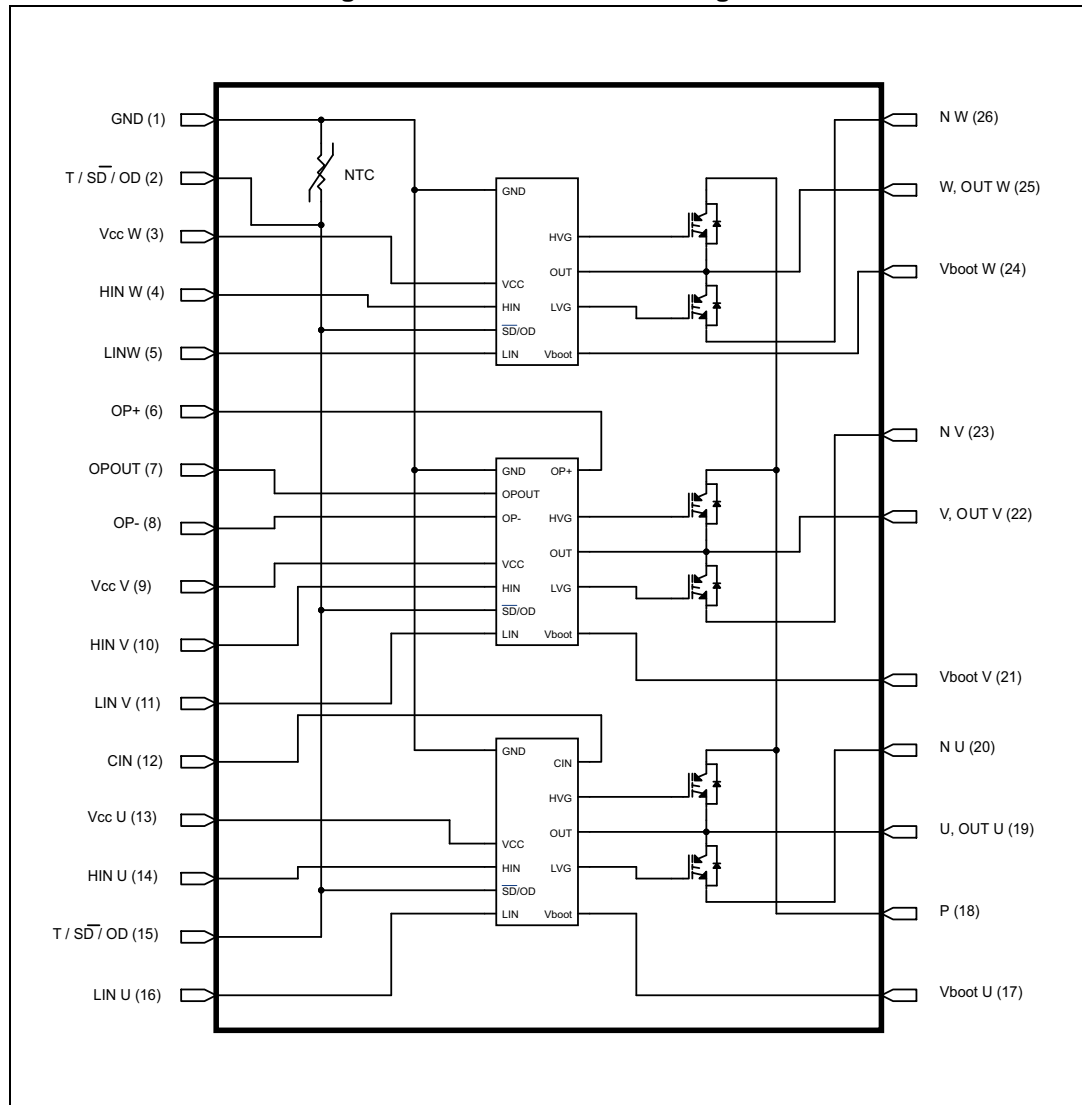 GND (1)
T / SD / OD (2)
Vcc W (3)
HIN W (4)
LINW (5)
OP+ (6)
OPOUT (7)
OP- (8)
Vcc V (9)
HIN V (10)
LIN V (11)
CIN (12)
Vcc U (13)
HIN U (14)
T / SD / OD (15)
LIN U (16)
NTC
GND
HVG
OUT
VCC
HIN
LVG
SD/OD
LIN Vboot
GND OP+
OPOUT
OP- HVG
OUT
VCC
HIN LVG
SD/OD
LIN Vboot
GND
CIN
HVG
OUT
VCC
HIN LVG
SD/OD
LIN Vboot
N W (26)
W, OUT W (25)
Vboot W (24)
N V (23)
V, OUT V (22)
Vboot V (21)
N U (20)
U, OUT U (19)
P (18)
Vboot U (17)